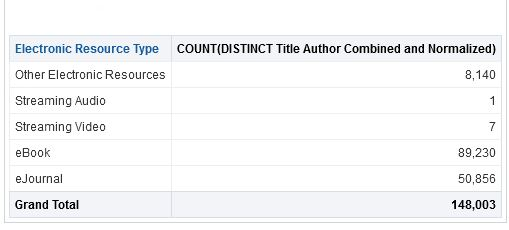 Electronic Resource Type COUNT(DISTINCT Title Author Combined and Normalized)
Other Electronic Resources 8,140
Streaming Audio 1
Streaming Video 7
eBook 89,230
eJournal 50,856
Grand Total 148,003